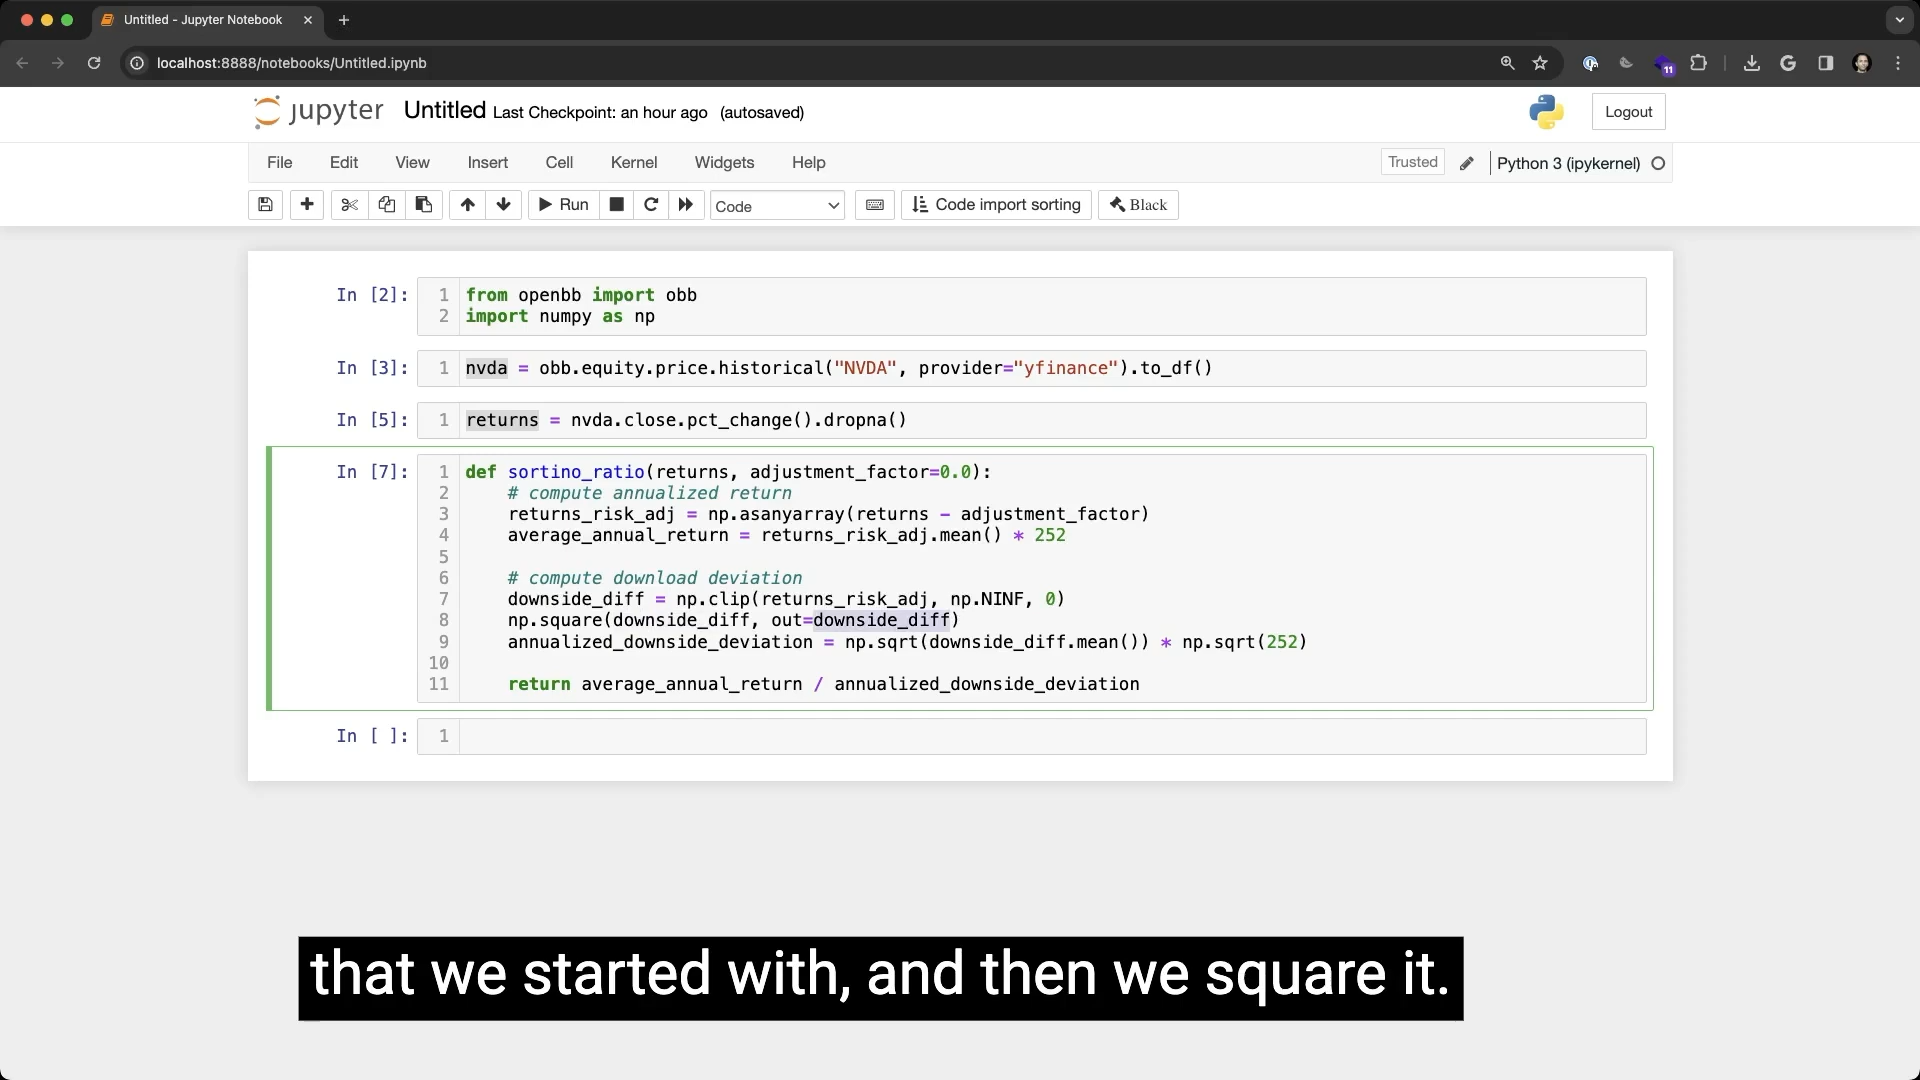 Untitled - Jupyter Notebook
localhost:8888/notebooks/Untitled.ipynb
11
jupyter Untitled Last Checkpoint: an hour ago (autosaved)
Logout
File Edit View Insert Cell Kernel Widgets Help
Trusted
Python 3 (ipykernel)
Run
Code
Code import sorting
Black
In [2]:
1 from openbb import obb
2 import numpy as np
In [3]:
1 nvda = obb.equity.price.historical("NVDA", provider="yfinance").to_df()
In [5]:
1 returns = nvda.close.pct_change().dropna()
In [7]:
1 def sortino_ratio(returns, adjustment_factor=0.0):
2 # compute annualized return
3 returns_risk_adj = np.asanyarray(returns - adjustment_factor)
4 average_annual_return = returns_risk_adj.mean() * 252
5
6 # compute download deviation
7 downside_diff = np.clip(returns_risk_adj, np.NINF, 0)
8 np.square(downside_diff, out=downside_diff)
9 annualized_downside_deviation = np.sqrt(downside_diff.mean()) * np.sqrt(252)
10
11 return average_annual_return / annualized_downside_deviation
In [ ]:
1
that we started with, and then we square it.